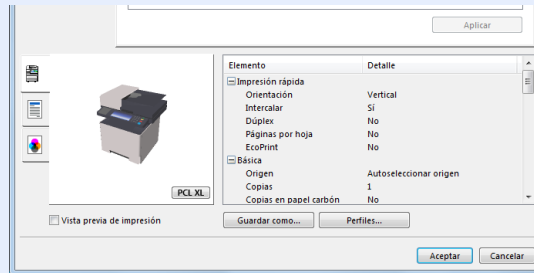 Aplicar
Elemento Detalle
Impresión rápida
Orientación Vertical
Intercalar Sí
Dúplex No
Páginas por hoja No
EcoPrint No
Básica
Origen Autoseleccionar origen
Copias 1
Copias en papel carbón No
PCL XL
Vista previa de impresión Guardar como... Perfiles...
Aceptar Cancelar